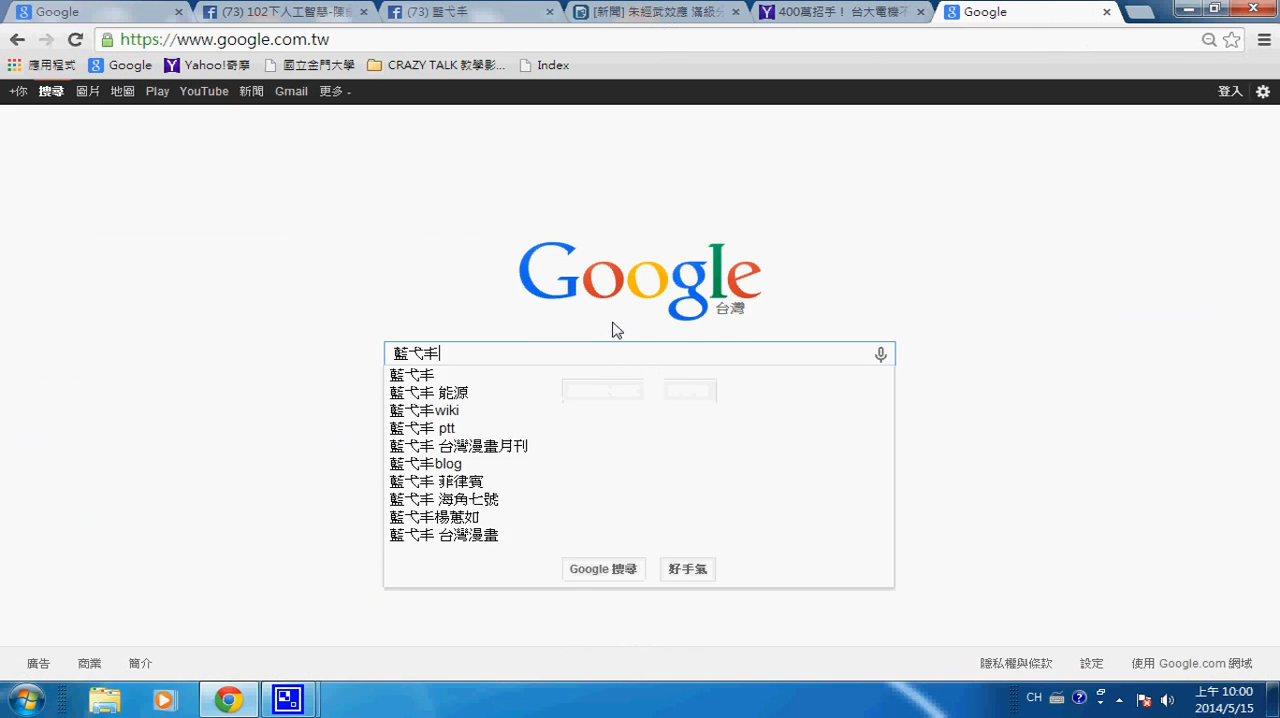 Google
(73) 102下人工智慧-陳
(73) 藍弋丰
[新聞] 朱經武效應 滿級分
400萬招手！ 台大電機不
Google
https://www.google.com.tw
應用程式 Google Yahoo!奇摩 國立金門大學 CRAZY TALK 教學影... Index
+你 搜尋 圖片 地圖 Play YouTube 新聞 Gmail 更多 登入
Google
台灣
藍弋丰
藍弋丰
藍弋丰 能源
藍弋丰wiki
藍弋丰 ptt
藍弋丰 台灣漫畫月刊
藍弋丰blog
藍弋丰 菲律賓
藍弋丰 海角七號
藍弋丰楊蕙如
藍弋丰 台灣漫畫
Google 搜尋 好手氣
廣告 商業 簡介 隱私權與條款 設定 使用 Google.com 網域
CH
上午 10:00
2014/5/15